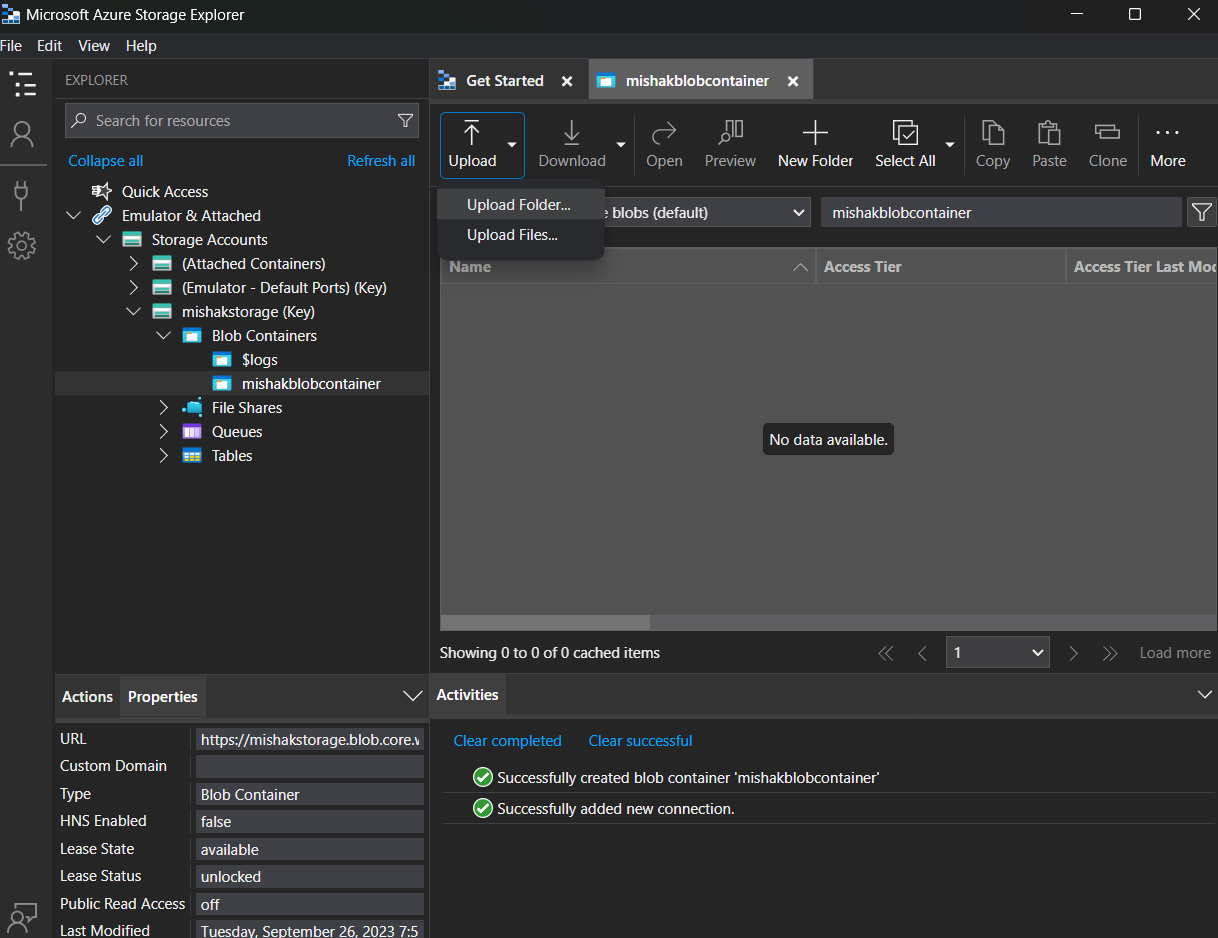 Microsoft Azure Storage Explorer
File Edit View Help
EXPLORER
Search for resources
Collapse all Refresh all
Quick Access
Emulator & Attached
Storage Accounts
(Attached Containers)
(Emulator - Default Ports) (Key)
mishakstorage (Key)
Blob Containers
$logs
mishakblobcontainer
File Shares
Queues
Tables
Actions Properties
URL https://mishakstorage.blob.core.w
Custom Domain
Type Blob Container
HNS Enabled false
Lease State available
Lease Status unlocked
Public Read Access off
Last Modified Tuesday, September 26, 2023 7:5
Get Started mishakblobcontainer
Upload Download Open Preview New Folder Select All Copy Paste Clone More
Upload Folder...
Upload Files...
e blobs (default) mishakblobcontainer
Name Access Tier Access Tier Last Mod
No data available.
Showing 0 to 0 of 0 cached items 1 Load more
Activities
Clear completed Clear successful
Successfully created blob container 'mishakblobcontainer'
Successfully added new connection.